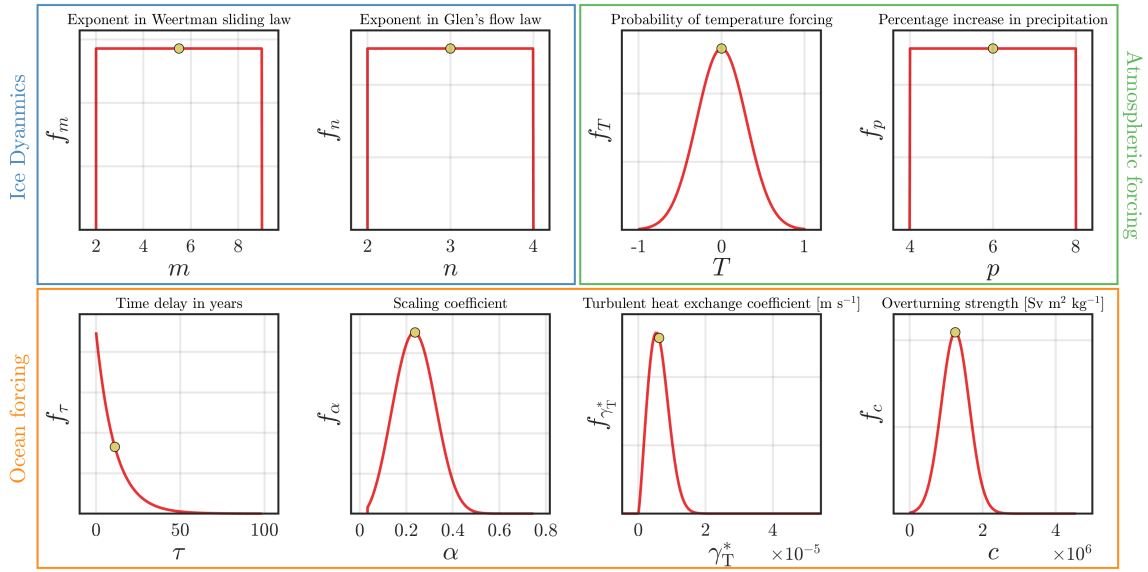 Exponent in Weertman sliding law
Exponent in Glen's flow law
Probability of temperature forcing
Percentage increase in precipitation
Ice Dyanmics
Atmospheric forcing
f_m
f_n
f_T
f_p
2 4 6 8
2 3 4
-1 0 1
4 6 8
m
n
T
p
Time delay in years
Scaling coefficient
Turbulent heat exchange coefficient [m s⁻¹]
Overturning strength [Sv m² kg⁻¹]
Ocean forcing
f_τ
f_α
f_{γ_T^*}
f_c
0 50 100
0 0.2 0.4 0.6 0.8
0 2 4
0 2 4
τ
α
γ_T^* ×10⁻⁵
c ×10⁶